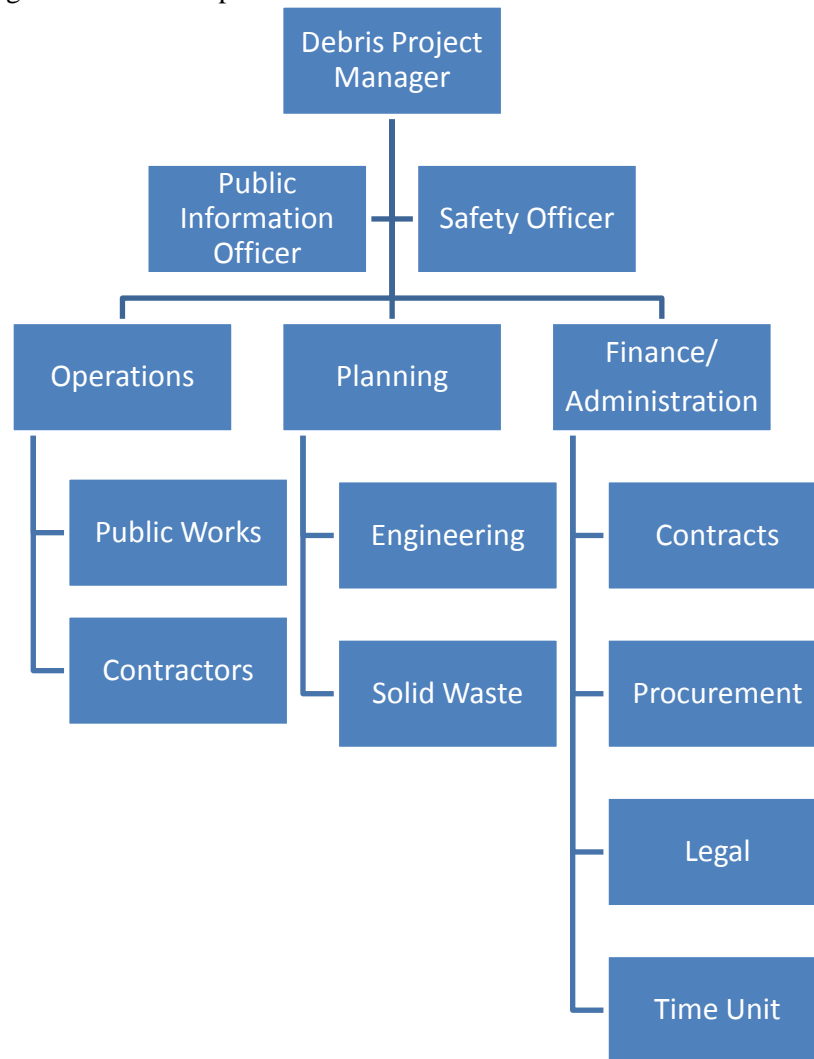 Debris Project
Manager
Public
Information
Officer
Safety Officer
Operations
Planning
Finance/
Administration
Public Works
Engineering
Contracts
Contractors
Solid Waste
Procurement
Legal
Time Unit